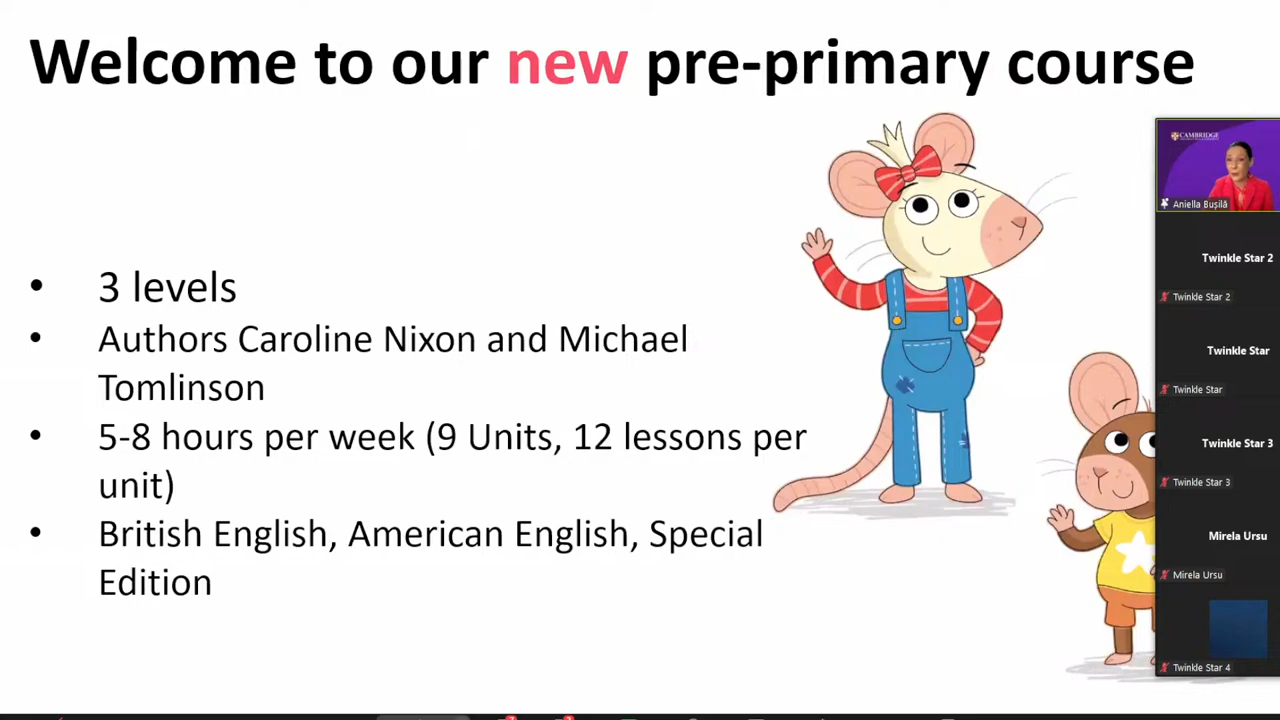 Welcome to our new pre-primary course
• 3 levels
• Authors Caroline Nixon and Michael
Tomlinson
• 5-8 hours per week (9 Units, 12 lessons per
unit)
• British English, American English, Special
Edition
CAMBRIDGE
Aniella Bușilă
Twinkle Star 2
Twinkle Star 2
Twinkle Star
Twinkle Star
Twinkle Star 3
Twinkle Star 3
Mirela Ursu
Mirela Ursu
Twinkle Star 4